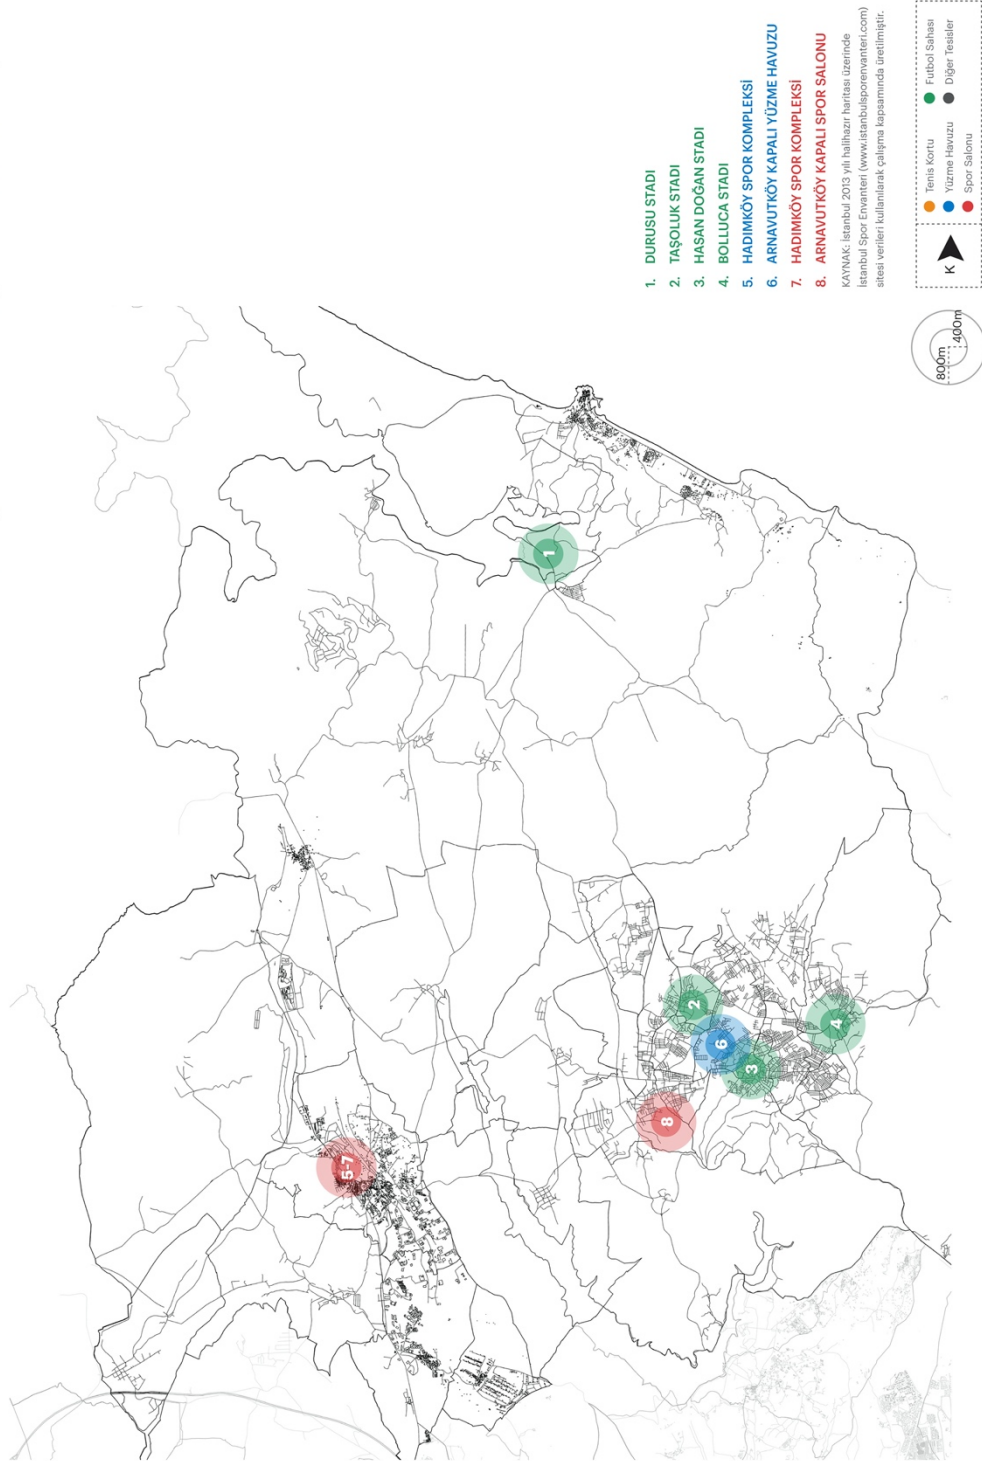 1. DURUSU STADI
2. TAŞOLUK STADI
3. HASAN DOĞAN STADI
4. BOLLUCA STADI
5. HADIMKÖY SPOR KOMPLEKSİ
6. ARNAVUTKÖY KAPALI YÜZME HAVUZU
7. HADIMKÖY SPOR KOMPLEKSİ
8. ARNAVUTKÖY KAPALI SPOR SALONU
KAYNAK: İstanbul 2013 yılı halihazır haritası üzerinde
İstanbul Spor Envanteri (www.istanbulsporenvanteri.com)
sitesi verileri kullanılarak çalışma kapsamında üretilmiştir.
K
Tenis Kortu
Yüzme Havuzu
Spor Salonu
Futbol Sahası
Diğer Tesisler
800m
400m
1
2
3
4
5-7
6
8